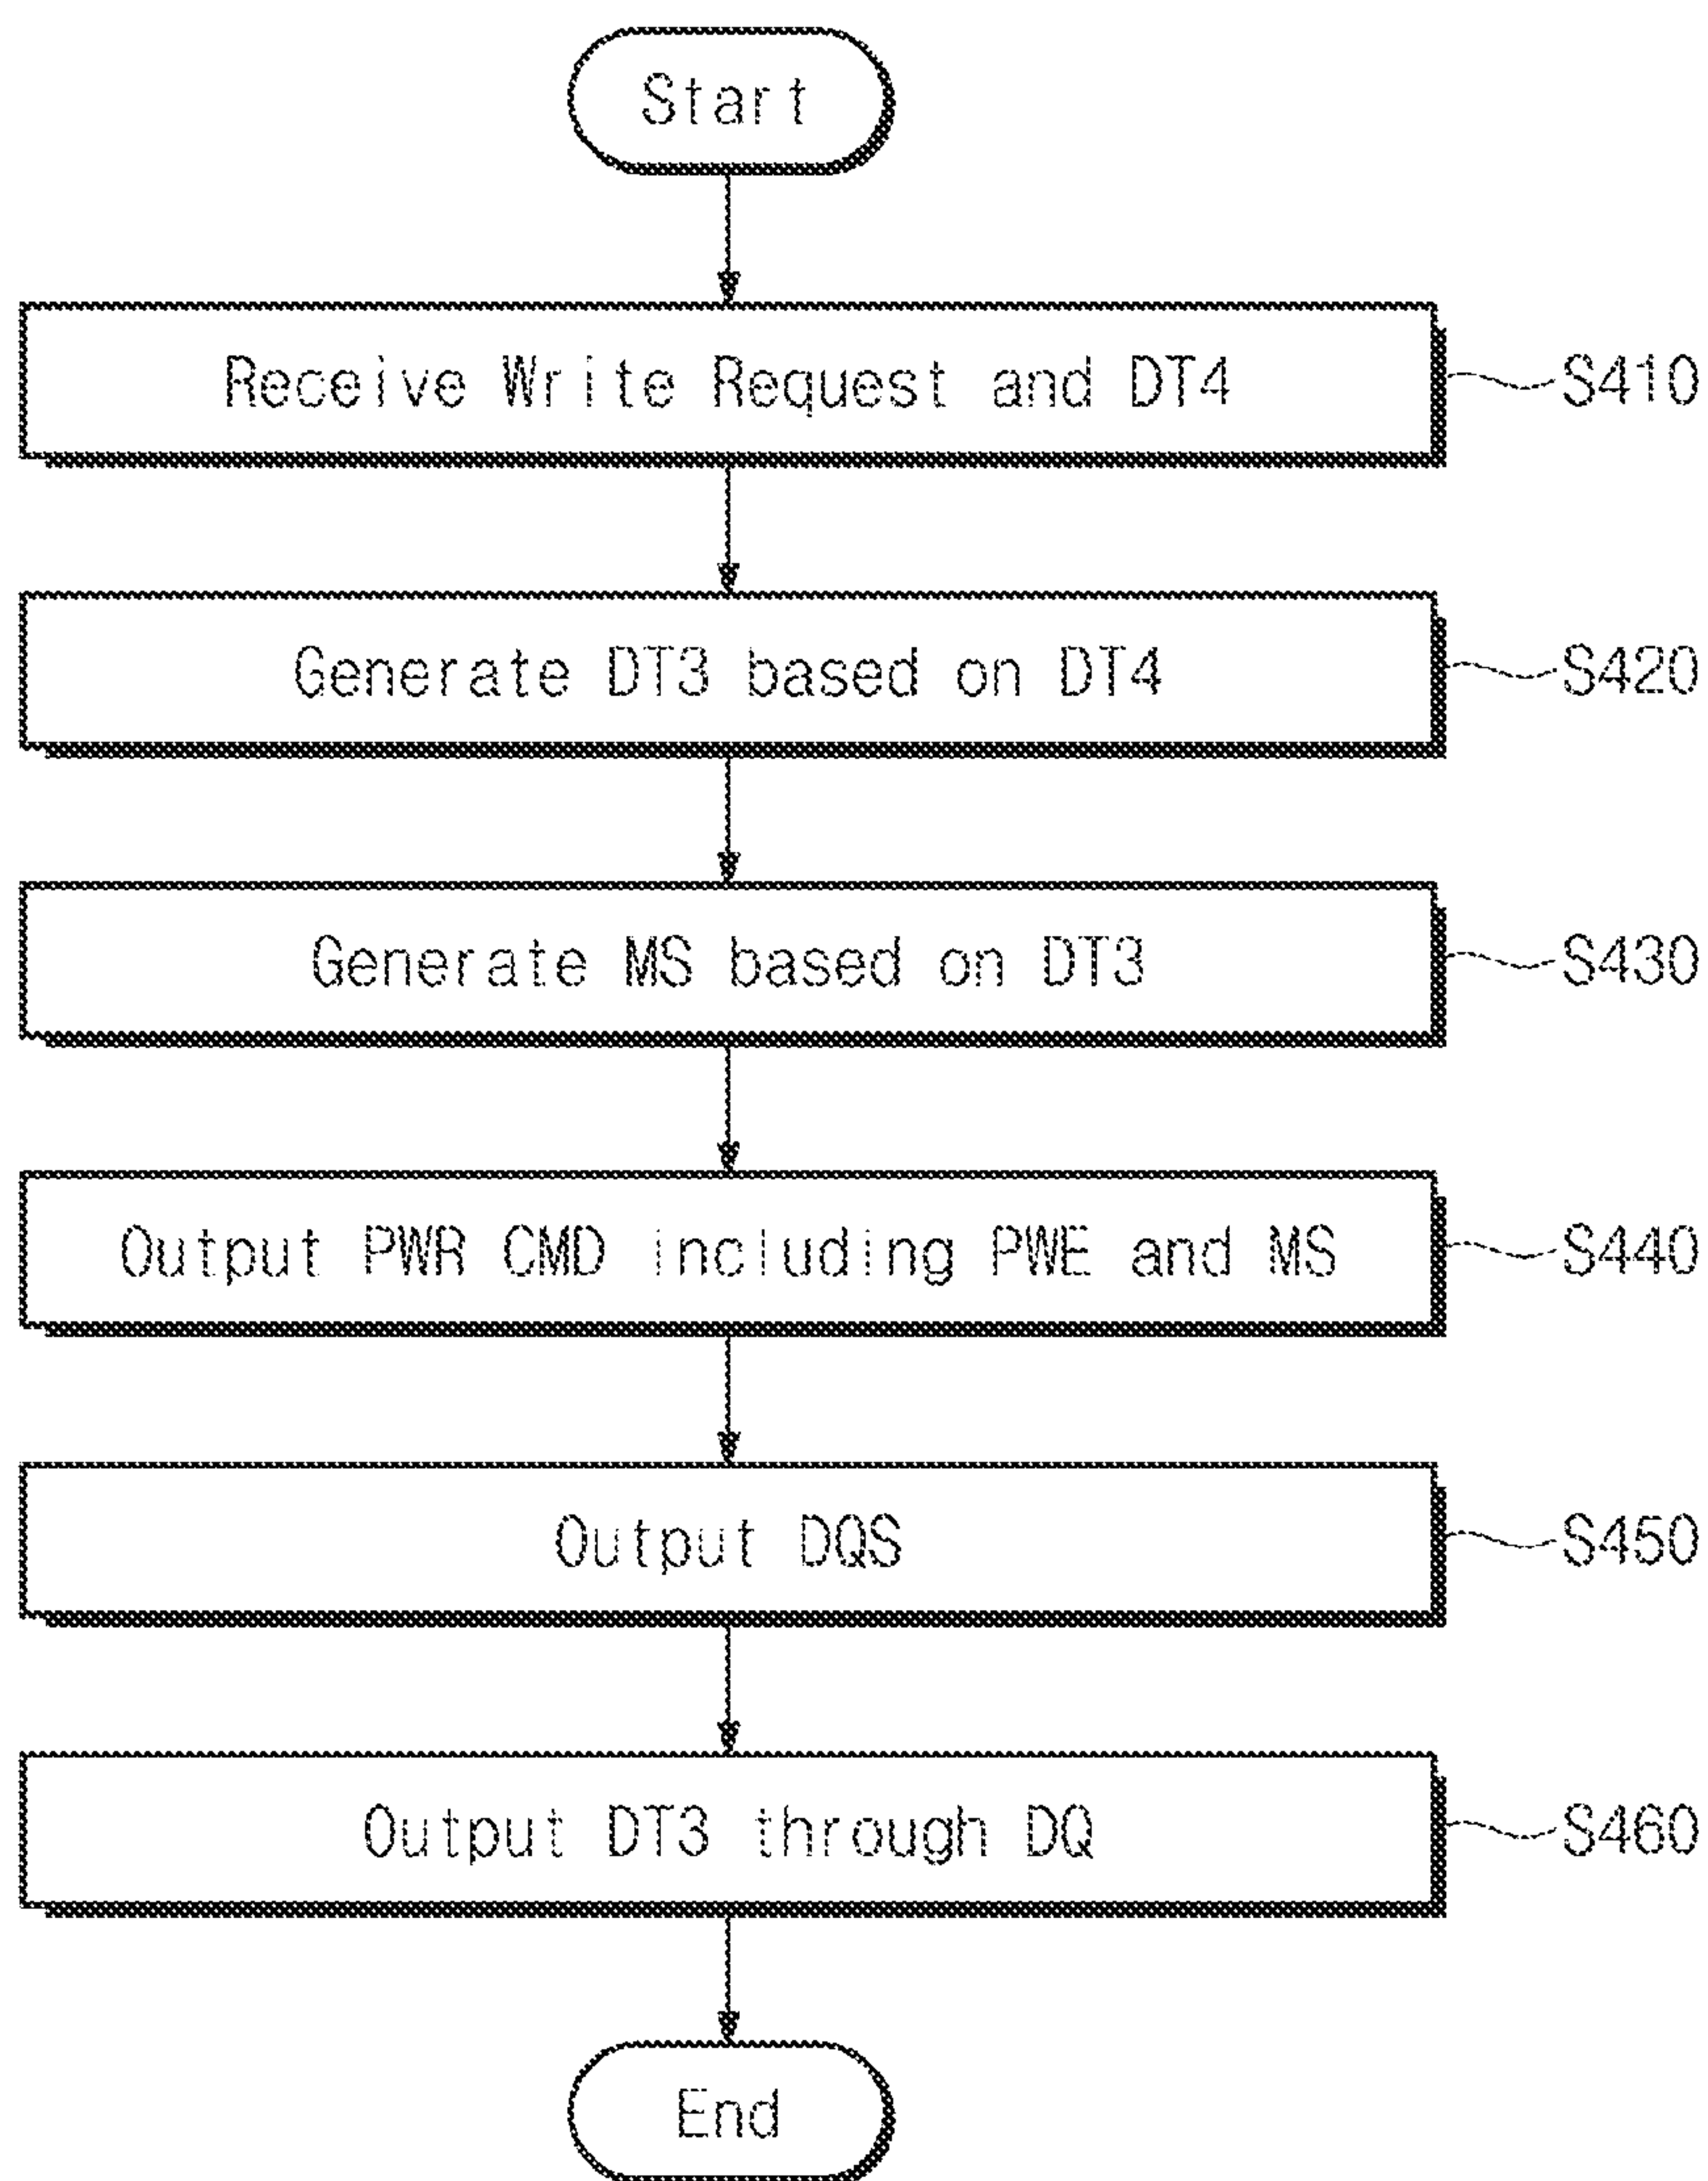 Start
Receive Write Request and DT4
S410
Generate DT3 based on DT4
S420
Generate MS based on DT3
S430
Output PWR CMD including PWE and MS
S440
Output DQS
S450
Output DT3 through DQ
S460
End